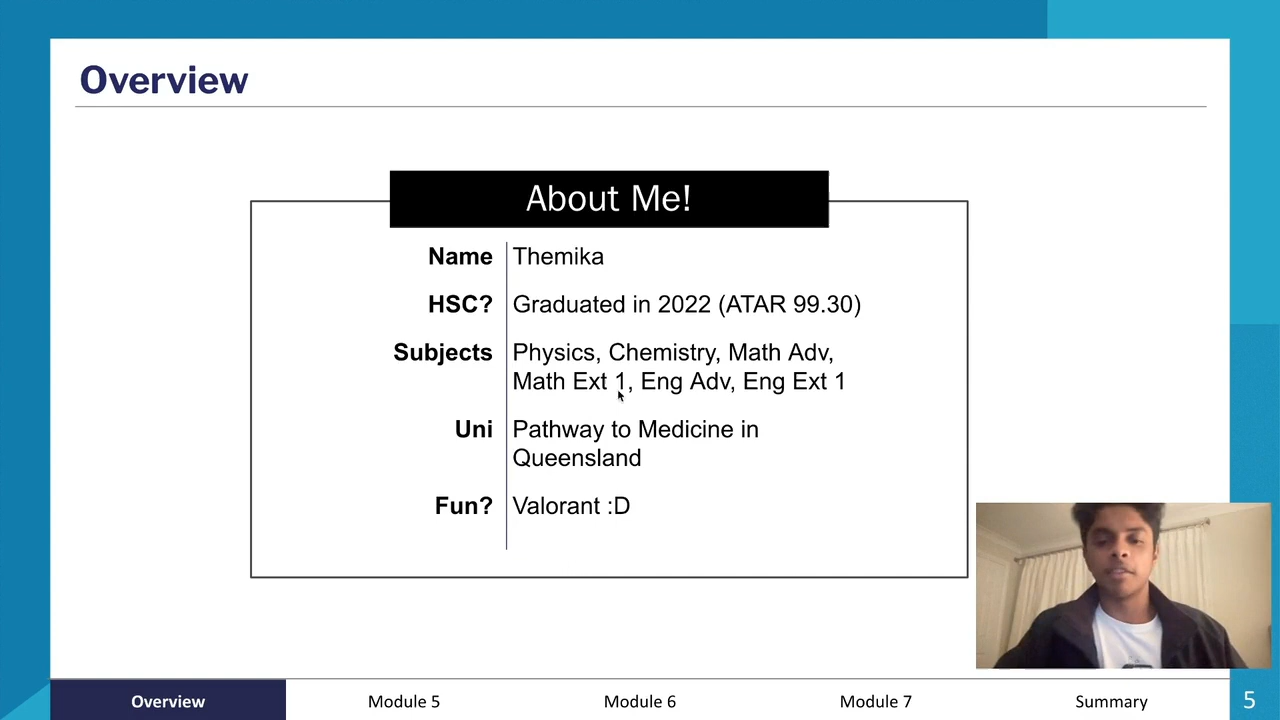 Overview
About Me!
Name Themika
HSC? Graduated in 2022 (ATAR 99.30)
Subjects Physics, Chemistry, Math Adv,
Math Ext 1, Eng Adv, Eng Ext 1
Uni Pathway to Medicine in
Queensland
Fun? Valorant :D
Overview Module 5 Module 6 Module 7 Summary 5